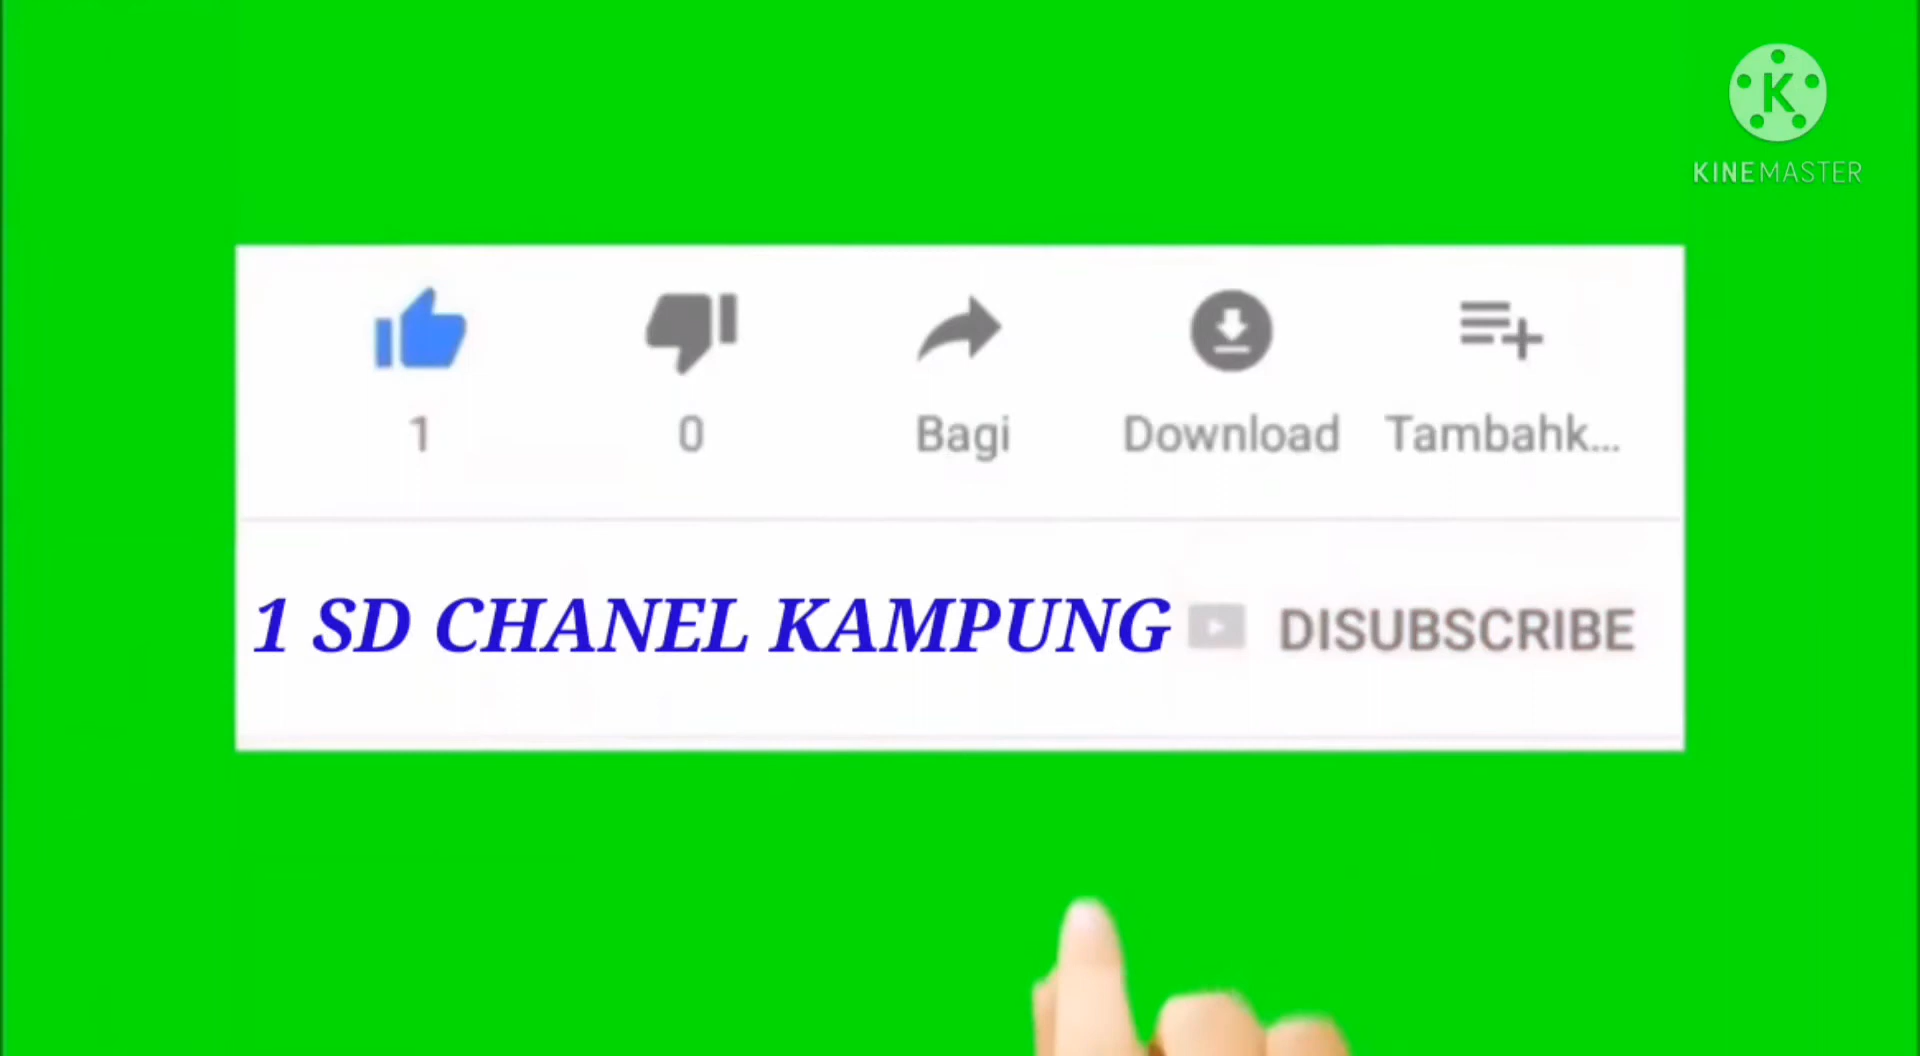 K
KINEMASTER
1 0 Bagi Download Tambahk...
1 SD CHANEL KAMPUNG DISUBSCRIBE